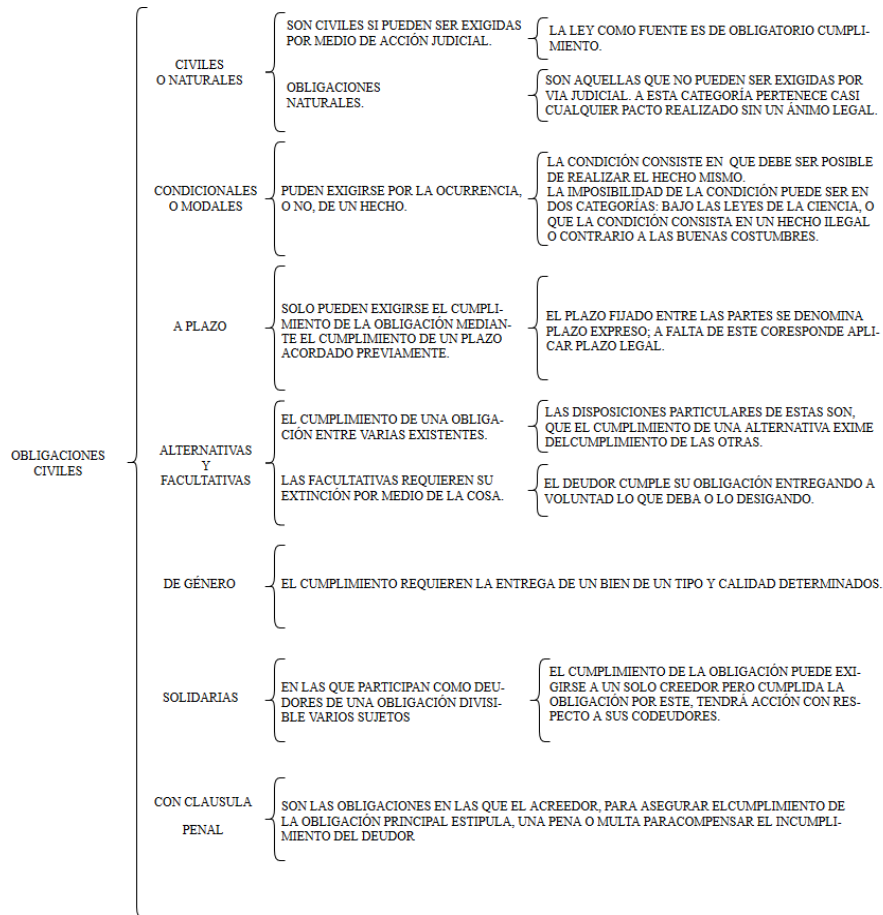 OBLIGACIONES
CIVILES
CIVILES
O NATURALES
SON CIVILES SI PUEDEN SER EXIGIDAS
POR MEDIO DE ACCIÓN JUDICIAL.
LA LEY COMO FUENTE ES DE OBLIGATORIO CUMPLI-
MIENTO.
OBLIGACIONES
NATURALES.
SON AQUELLAS QUE NO PUEDEN SER EXIGIDAS POR
VIA JUDICIAL. A ESTA CATEGORÍA PERTENECE CASI
CUALQUIER PACTO REALIZADO SIN UN ÁNIMO LEGAL.
CONDICIONALES
O MODALES
PUDEN EXIGIRSE POR LA OCURRENCIA,
O NO, DE UN HECHO.
LA CONDICIÓN CONSISTE EN QUE DEBE SER POSIBLE
DE REALIZAR EL HECHO MISMO.
LA IMPOSIBILIDAD DE LA CONDICIÓN PUEDE SER EN
DOS CATEGORÍAS: BAJO LAS LEYES DE LA CIENCIA, O
QUE LA CONDICIÓN CONSISTA EN UN HECHO ILEGAL
O CONTRARIO A LAS BUENAS COSTUMBRES.
A PLAZO
SOLO PUEDEN EXIGIRSE EL CUMPLI-
MIENTO DE LA OBLIGACIÓN MEDIAN-
TE EL CUMPLIMIENTO DE UN PLAZO
ACORDADO PREVIAMENTE.
EL PLAZO FIJADO ENTRE LAS PARTES SE DENOMINA
PLAZO EXPRESO; A FALTA DE ESTE CORESPONDE APLI-
CAR PLAZO LEGAL.
ALTERNATIVAS
Y
FACULTATIVAS
EL CUMPLIMIENTO DE UNA OBLIGA-
CIÓN ENTRE VARIAS EXISTENTES.
LAS DISPOSICIONES PARTICULARES DE ESTAS SON,
QUE EL CUMPLIMIENTO DE UNA ALTERNATIVA EXIME
DELCUMPLIMIENTO DE LAS OTRAS.
LAS FACULTATIVAS REQUIEREN SU
EXTINCIÓN POR MEDIO DE LA COSA.
EL DEUDOR CUMPLE SU OBLIGACIÓN ENTREGANDO A
VOLUNTAD LO QUE DEBA O LO DESIGANDO.
DE GÉNERO
EL CUMPLIMIENTO REQUIEREN LA ENTREGA DE UN BIEN DE UN TIPO Y CALIDAD DETERMINADOS.
SOLIDARIAS
EN LAS QUE PARTICIPAN COMO DEU-
DORES DE UNA OBLIGACIÓN DIVISI-
BLE VARIOS SUJETOS
EL CUMPLIMIENTO DE LA OBLIGACIÓN PUEDE EXI-
GIRSE A UN SOLO CREEDOR PERO CUMPLIDA LA
OBLIGACIÓN POR ESTE, TENDRÁ ACCIÓN CON RES-
PECTO A SUS CODEUDORES.
CON CLAUSULA
PENAL
SON LAS OBLIGACIONES EN LAS QUE EL ACREEDOR, PARA ASEGURAR ELCUMPLIMIENTO DE
LA OBLIGACIÓN PRINCIPAL ESTIPULA, UNA PENA O MULTA PARACOMPENSAR EL INCUMPLI-
MIENTO DEL DEUDOR